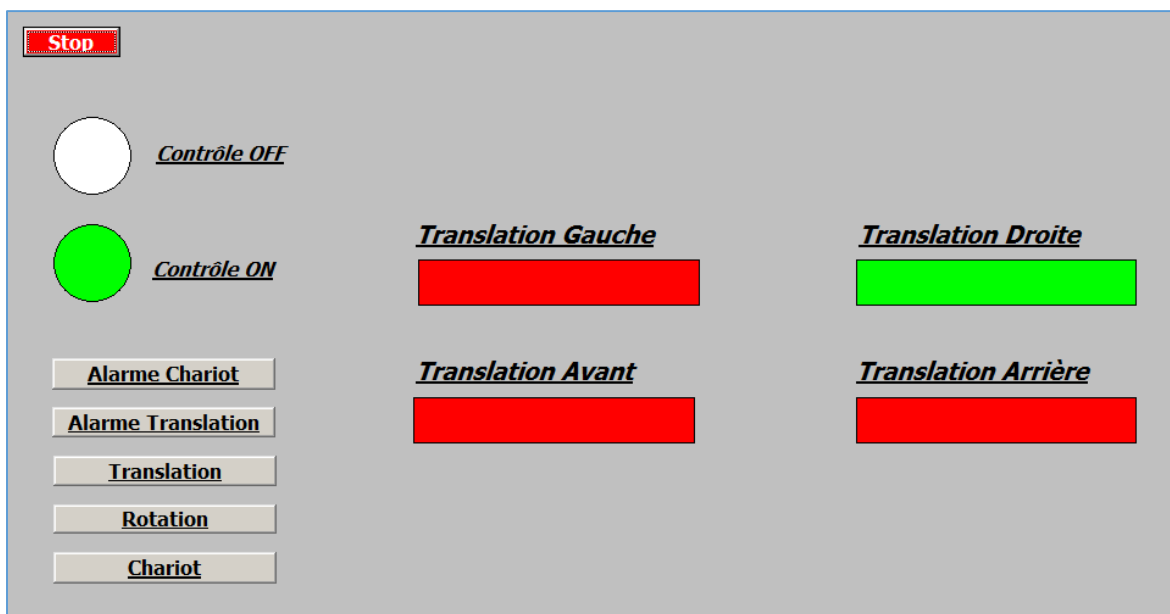 Stop
Contrôle OFF
Contrôle ON
Translation Gauche
Translation Droite
Translation Avant
Translation Arrière
Alarme Chariot
Alarme Translation
Translation
Rotation
Chariot